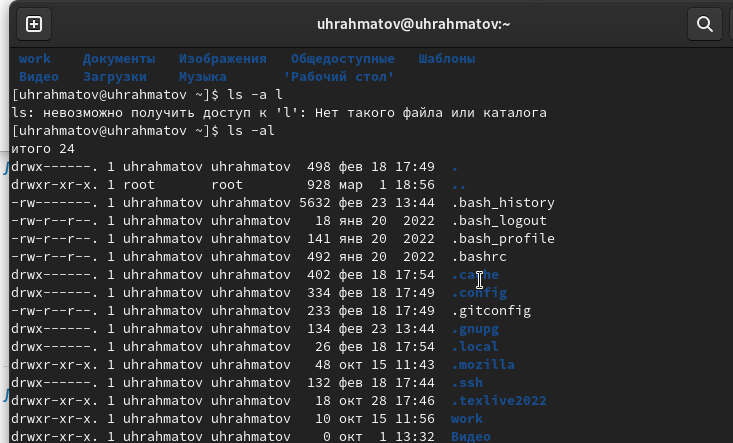 uhrahmatov@uhrahmatov:~
work Документы Изображения Общедоступные Шаблоны
Видео Загрузки Музыка 'Рабочий стол'
[uhrahmatov@uhrahmatov ~]$ ls -a l
ls: невозможно получить доступ к 'l': Нет такого файла или каталога
[uhrahmatov@uhrahmatov ~]$ ls -al
итого 24
drwx------. 1 uhrahmatov uhrahmatov 498 фев 18 17:49 .
drwxr-xr-x. 1 root root 928 мар 1 18:56 ..
-rw-------. 1 uhrahmatov uhrahmatov 5632 фев 23 13:44 .bash_history
-rw-r--r--. 1 uhrahmatov uhrahmatov 18 янв 20 2022 .bash_logout
-rw-r--r--. 1 uhrahmatov uhrahmatov 141 янв 20 2022 .bash_profile
-rw-r--r--. 1 uhrahmatov uhrahmatov 492 янв 20 2022 .bashrc
drwx------. 1 uhrahmatov uhrahmatov 402 фев 18 17:54 .cache
drwx------. 1 uhrahmatov uhrahmatov 334 фев 18 17:49 .config
-rw-r--r--. 1 uhrahmatov uhrahmatov 233 фев 18 17:49 .gitconfig
drwx------. 1 uhrahmatov uhrahmatov 134 фев 23 13:44 .gnupg
drwx------. 1 uhrahmatov uhrahmatov 26 фев 18 17:54 .local
drwxr-xr-x. 1 uhrahmatov uhrahmatov 48 окт 15 11:43 .mozilla
drwx------. 1 uhrahmatov uhrahmatov 132 фев 18 17:44 .ssh
drwxr-xr-x. 1 uhrahmatov uhrahmatov 18 окт 28 17:46 .texlive2022
drwxr-xr-x. 1 uhrahmatov uhrahmatov 10 окт 15 11:56 work
drwxr-xr-x. 1 uhrahmatov uhrahmatov 0 окт 1 13:32 Видео